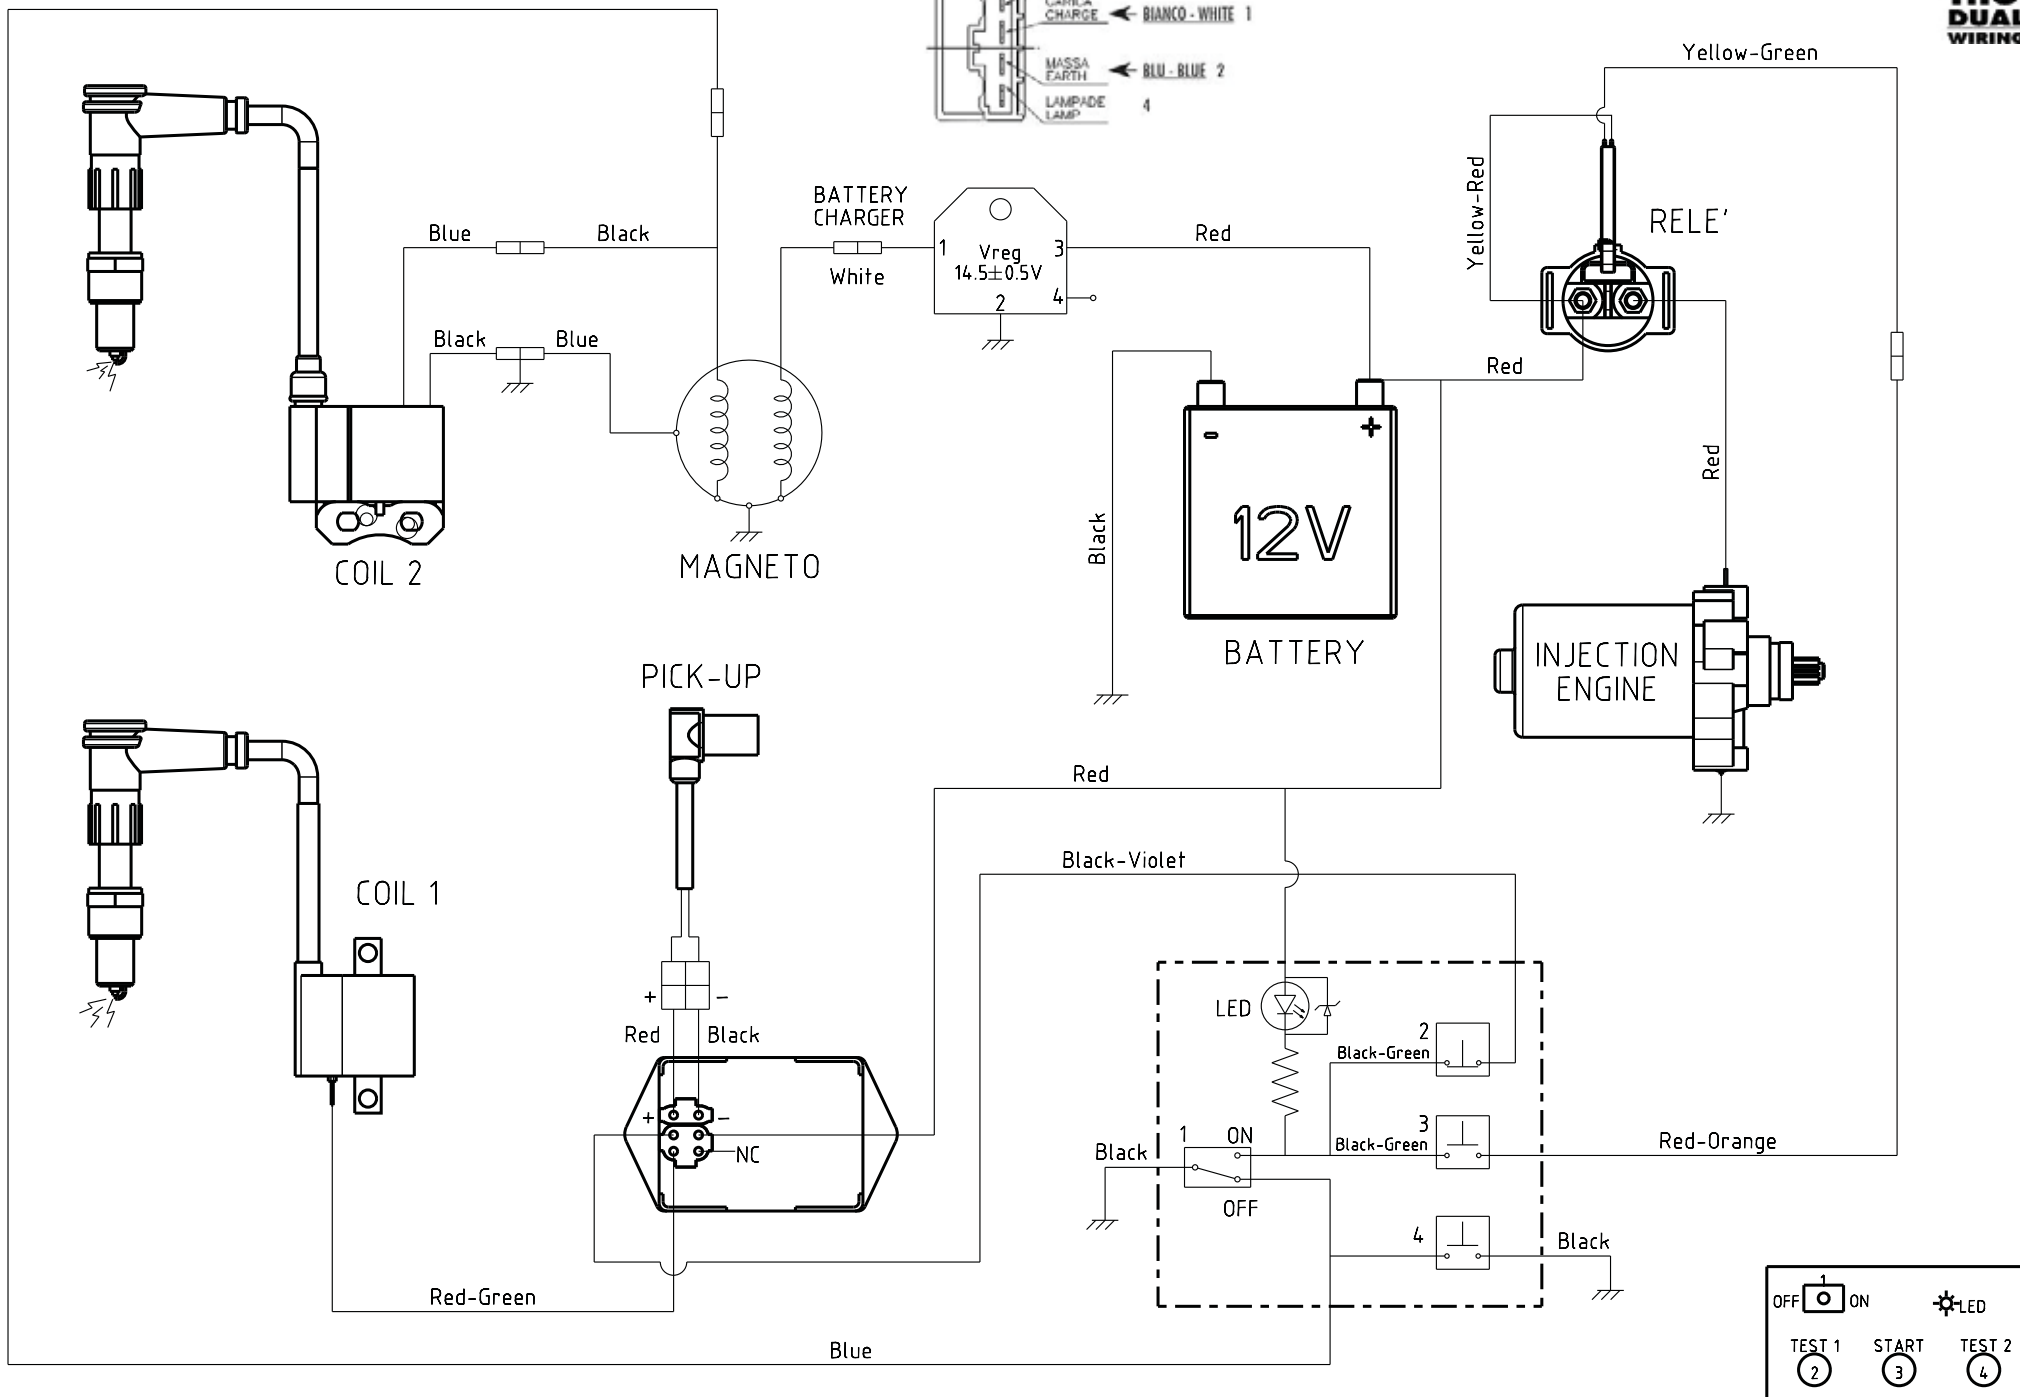 CARICA
CHARGE
BIANCO - WHITE 1
MASSA
EARTH
BLU - BLUE 2
LAMPADE
LAMP
4
DUAL
WIRING
Yellow-Green
Yellow-Red
RELE'
BATTERY
CHARGER
White
1
Vreg
14.5±0.5V
3
2
4
Red
Blue
Black
Black
Blue
Red
Red
12V
-
+
Black
BATTERY
COIL 2
MAGNETO
INJECTION
ENGINE
PICK-UP
Red
Black-Violet
COIL 1
+
-
Red
Black
+
-
NC
LED
2
Black-Green
3
Black-Green
Red-Orange
1
ON
OFF
Black
4
Black
Red-Green
Blue
1
OFF
ON
LED
TEST 1
START
TEST 2
2
3
4